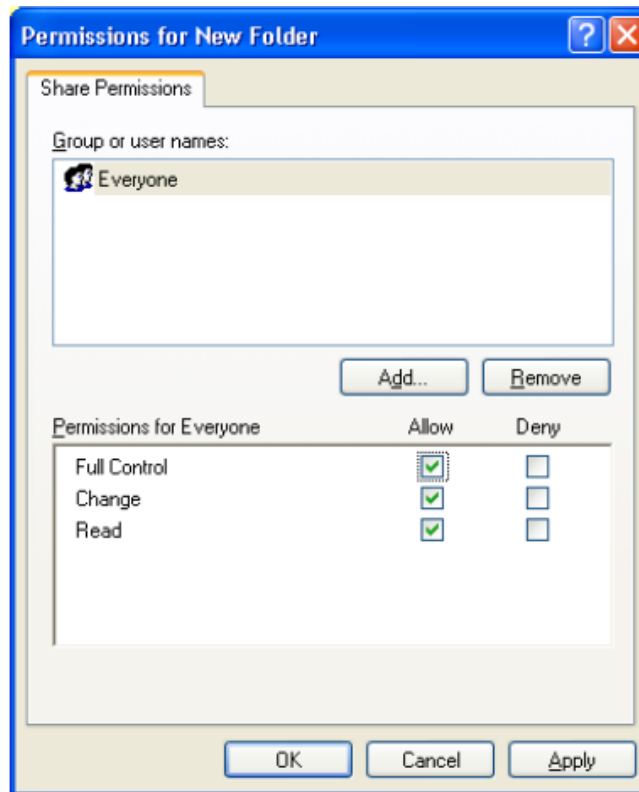 Permissions for New Folder
Share Permissions
Group or user names:
Everyone
Add... Remove
Permissions for Everyone Allow Deny
Full Control
Change
Read
OK Cancel Apply